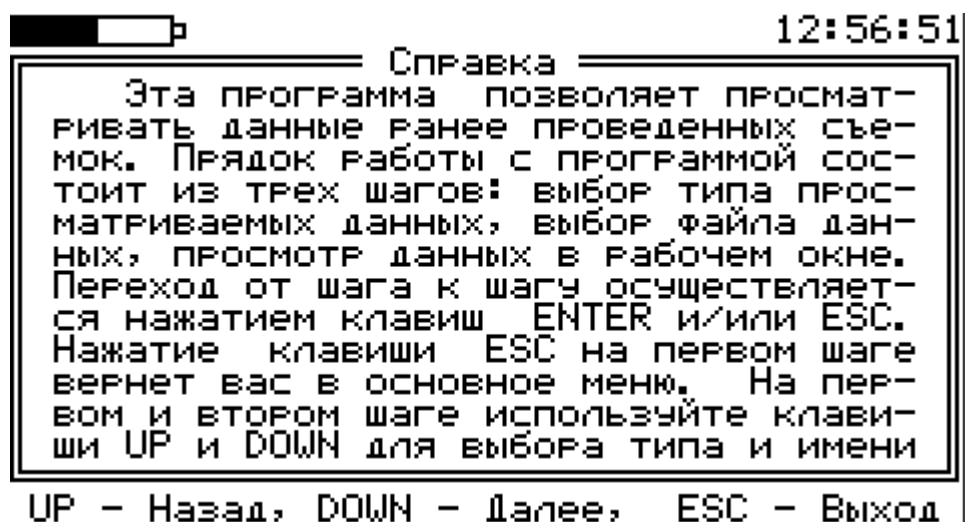 12:56:51
Справка
Эта программа позволяет просмат-
ривать данные ранее проведенных съе-
мок. Прядок работы с программой сос-
тоит из трех шагов: выбор типа прос-
матриваемых данных, выбор файла дан-
ных, просмотр данных в рабочем окне.
Переход от шага к шагу осуществляет-
ся нажатием клавиш ENTER и/или ESC.
Нажатие клавиши ESC на первом шаге
вернет вас в основное меню. На пер-
вом и втором шаге используйте клави-
ши UP и DOWN для выбора типа и имени
UP - Назад, DOWN - Далее, ESC - Выход